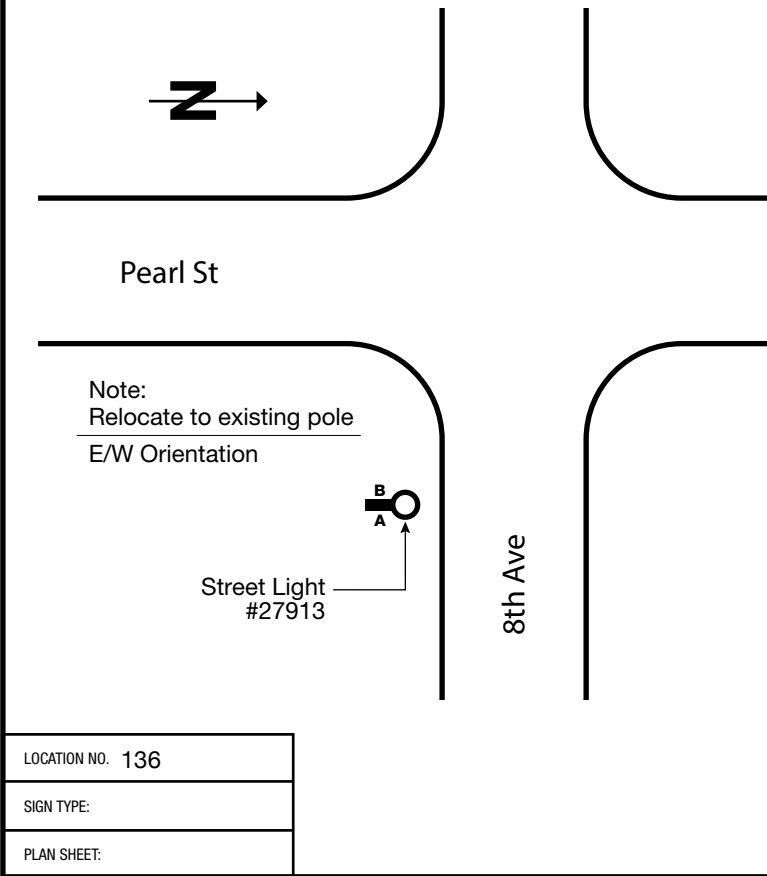 N
Pearl St
Note:
Relocate to existing pole
E/W Orientation
B
A
Street Light
#27913
8th Ave
LOCATION NO. 136
SIGN TYPE:
PLAN SHEET: